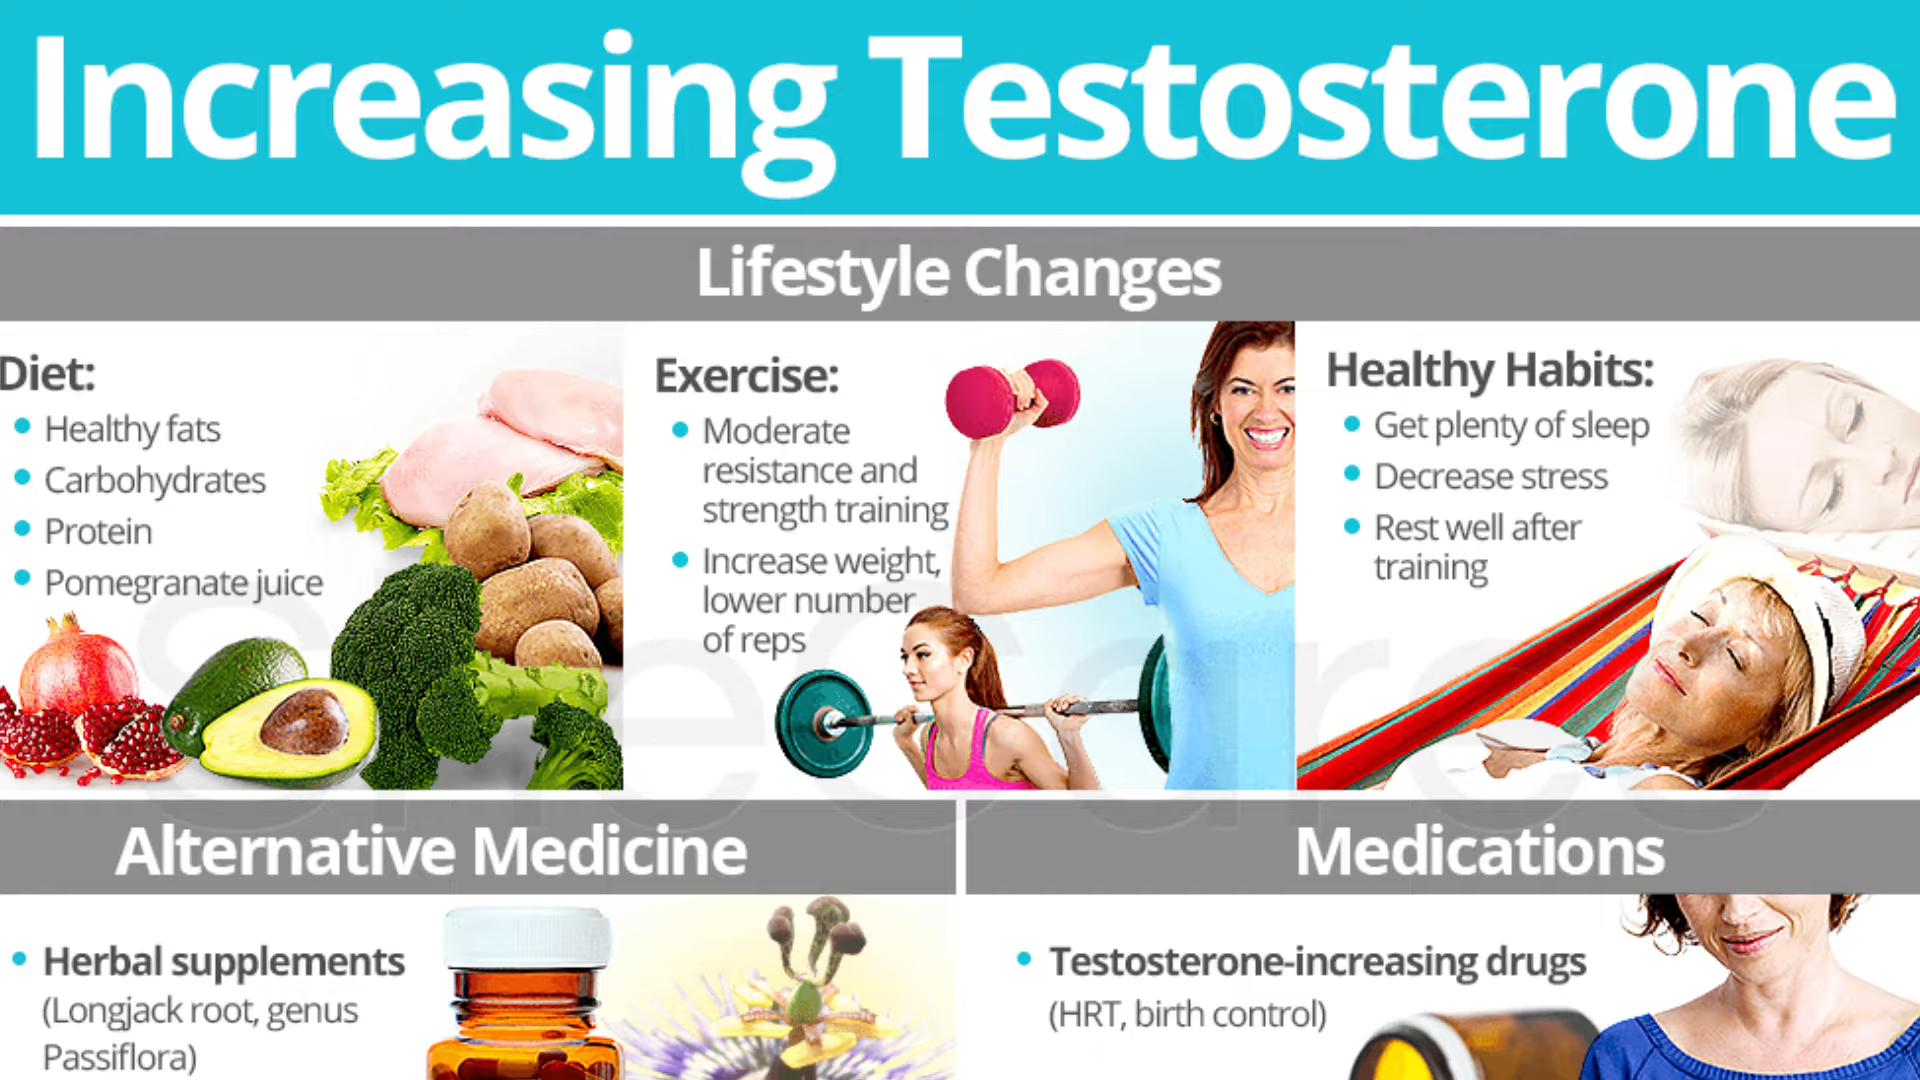 Increasing Testosterone
Lifestyle Changes
Diet:
Healthy fats
Carbohydrates
Protein
Pomegranate juice
Exercise:
Moderate
resistance and
strength training
Increase weight,
lower number
of reps
Healthy Habits:
Get plenty of sleep
Decrease stress
Rest well after
training
SheCares
Alternative Medicine
Herbal supplements
(Longjack root, genus
Passiflora)
Medications
Testosterone-increasing drugs
(HRT, birth control)